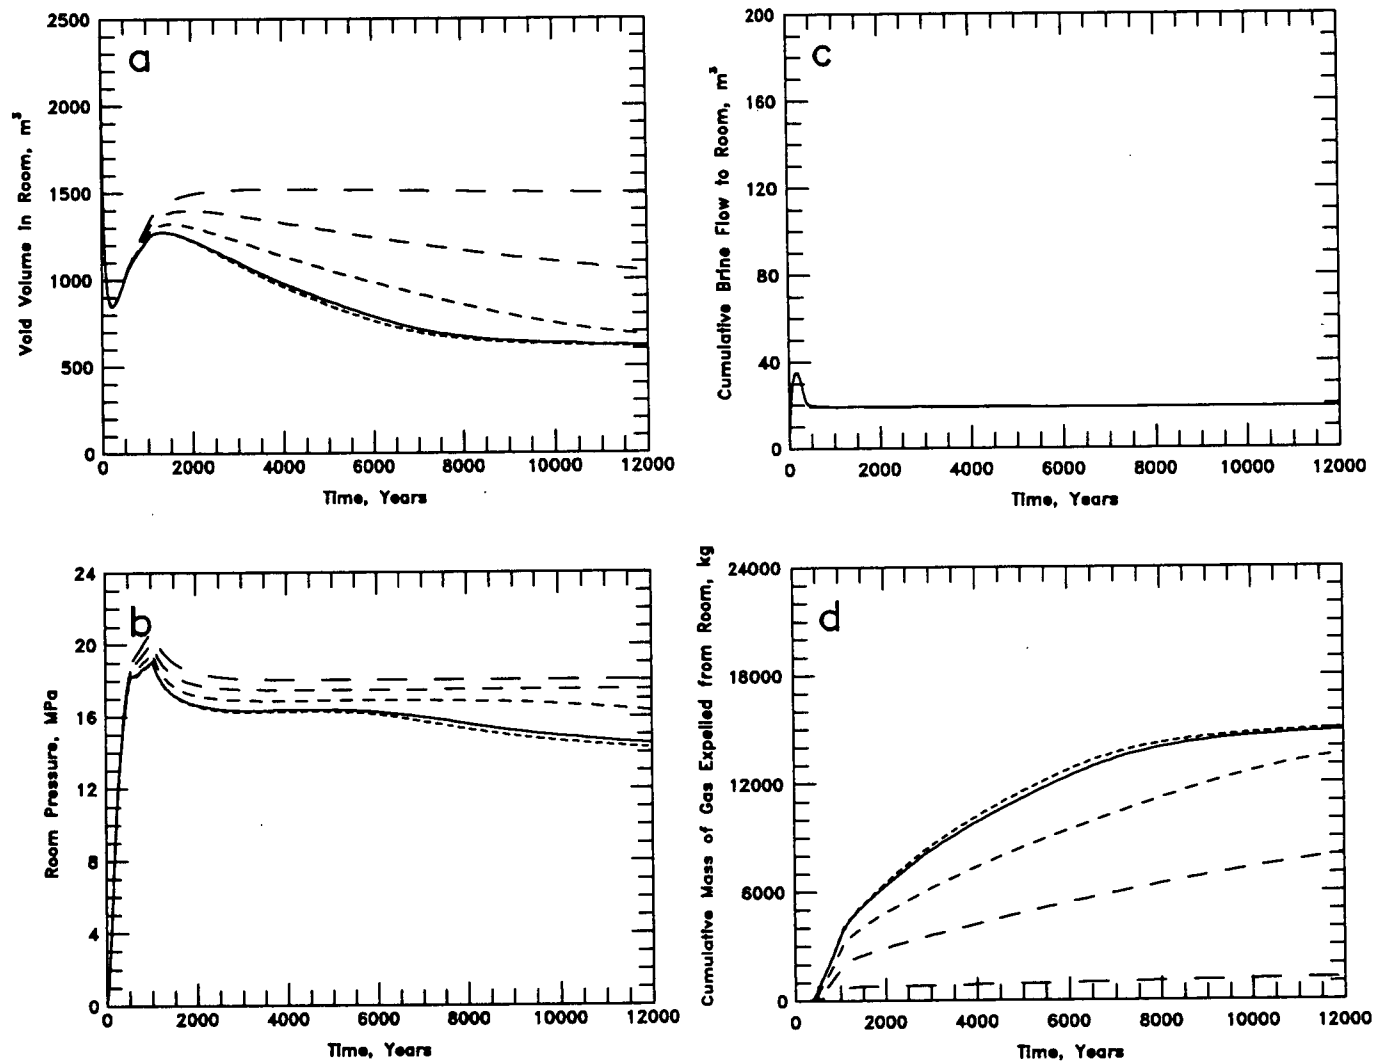 a
Void Volume In Room, m³
2500
2000
1500
1000
500
0
0 2000 4000 6000 8000 10000 12000
Time, Years
c
Cumulative Brine Flow to Room, m³
200
160
120
80
40
0
0 2000 4000 6000 8000 10000 12000
Time, Years
b
Room Pressure, MPa
24
20
16
12
8
4
0
0 2000 4000 6000 8000 10000 12000
Time, Years
d
Cumulative Mass of Gas Expelled from Room, kg
24000
18000
12000
6000
0
0 2000 4000 6000 8000 10000 12000
Time, Years